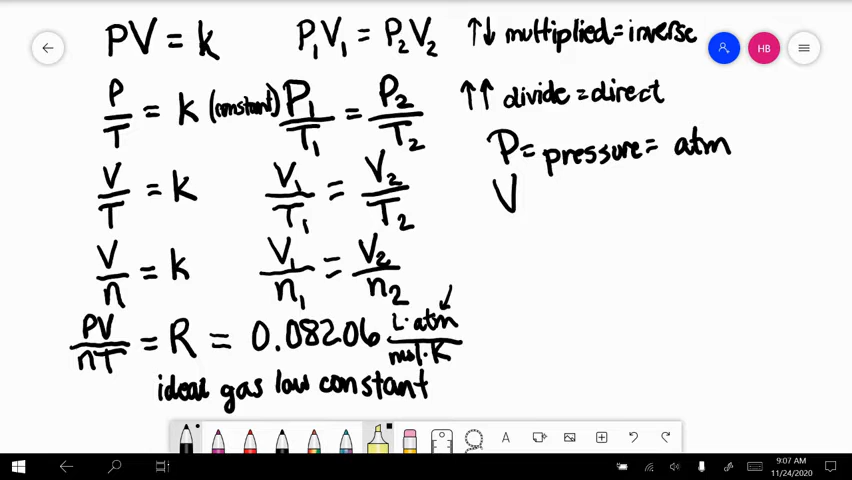 PV = k P₁V₁ = P₂V₂ ↑↓ multiplied = inverse
P/T = k (constant) P₁/T₁ = P₂/T₂ ↑↑ divide = direct
P = pressure = atm
V/T = k V₁/T₁ = V₂/T₂ V
V/n = k V₁/n₁ = V₂/n₂
PV/nT = R = 0.08206 L·atm/mol·K
ideal gas law constant
HB
A
9:07 AM
11/24/2020